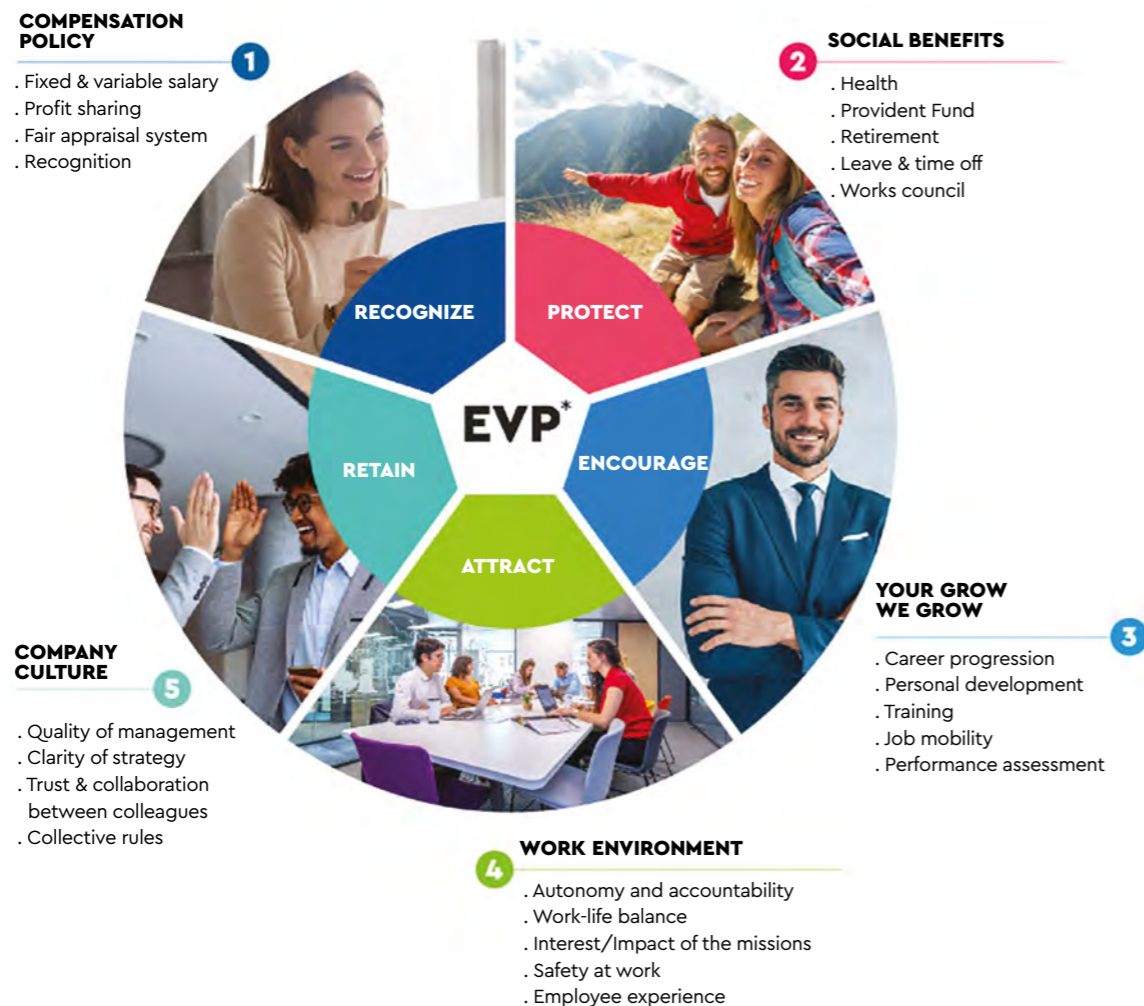 COMPENSATION
POLICY
1
. Fixed & variable salary
. Profit sharing
. Fair appraisal system
. Recognition
2
SOCIAL BENEFITS
. Health
. Provident Fund
. Retirement
. Leave & time off
. Works council
RECOGNIZE
PROTECT
EVP*
RETAIN
ENCOURAGE
ATTRACT
YOUR GROW
WE GROW
3
. Career progression
. Personal development
. Training
. Job mobility
. Performance assessment
4
WORK ENVIRONMENT
. Autonomy and accountability
. Work-life balance
. Interest/Impact of the missions
. Safety at work
. Employee experience
COMPANY
CULTURE
5
. Quality of management
. Clarity of strategy
. Trust & collaboration
between colleagues
. Collective rules